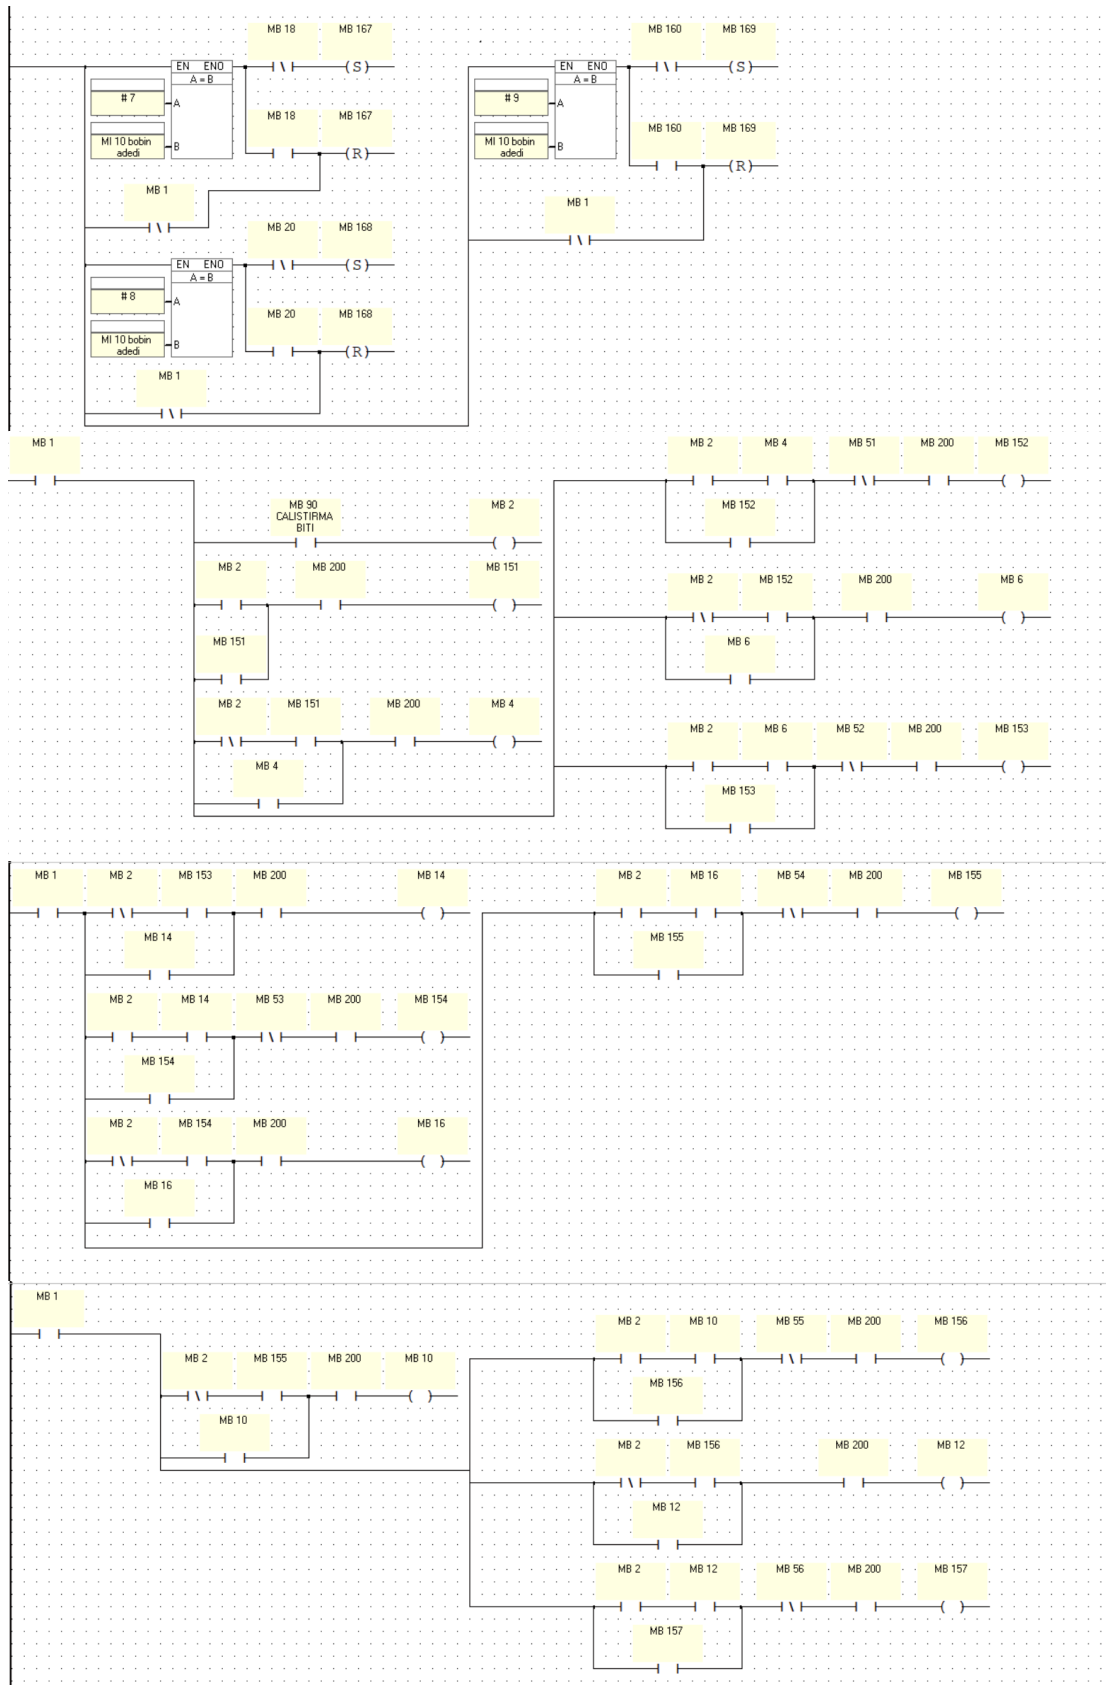 MB 18 MB 167 MB 160 MB 169
EN ENO (S) EN ENO (S)
A = B A = B
# 7 A # 9 A
MB 18 MB 167 MB 160 MB 169
MI 10 bobin B (R) MI 10 bobin B (R)
adedi adedi
MB 1 MB 1
MB 20 MB 168
EN ENO (S)
A = B
# 8 A
MB 20 MB 168
MI 10 bobin B (R)
adedi
MB 1
MB 1 MB 2 MB 4 MB 51 MB 200 MB 152
MB 90 MB 2 MB 152
CALISTIRMA
BITI
MB 2 MB 200 MB 151 MB 2 MB 152 MB 200 MB 6
MB 151 MB 6
MB 2 MB 151 MB 200 MB 4 MB 2 MB 6 MB 52 MB 200 MB 153
MB 4 MB 153
MB 1 MB 2 MB 153 MB 200 MB 14 MB 2 MB 16 MB 54 MB 200 MB 155
MB 14 MB 155
MB 2 MB 14 MB 53 MB 200 MB 154
MB 154
MB 2 MB 154 MB 200 MB 16
MB 16
MB 1
MB 2 MB 10 MB 55 MB 200 MB 156
MB 2 MB 155 MB 200 MB 10 MB 156
MB 10
MB 2 MB 156 MB 200 MB 12
MB 12
MB 2 MB 12 MB 56 MB 200 MB 157
MB 157